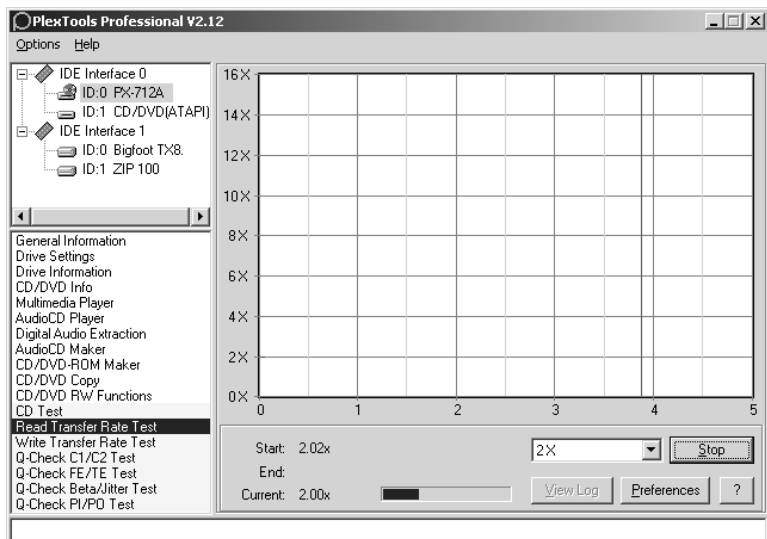 PlexTools Professional V2.12
Options Help
IDE Interface 0
ID:0 PX-712A
ID:1 CD/DVD(ATAPI)
IDE Interface 1
ID:0 Bigfoot TX8.
ID:1 ZIP 100
General Information
Drive Settings
Drive Information
CD/DVD Info
Multimedia Player
AudioCD Player
Digital Audio Extraction
AudioCD Maker
CD/DVD-ROM Maker
CD/DVD Copy
CD/DVD RW Functions
CD Test
Read Transfer Rate Test
Write Transfer Rate Test
Q-Check C1/C2 Test
Q-Check FE/TE Test
Q-Check Beta/Jitter Test
Q-Check PI/PO Test
16X
14X
12X
10X
8X
6X
4X
2X
0X
0 1 2 3 4 5
Start: 2.02x
2X Stop
End:
Current: 2.00x
View Log Preferences ?